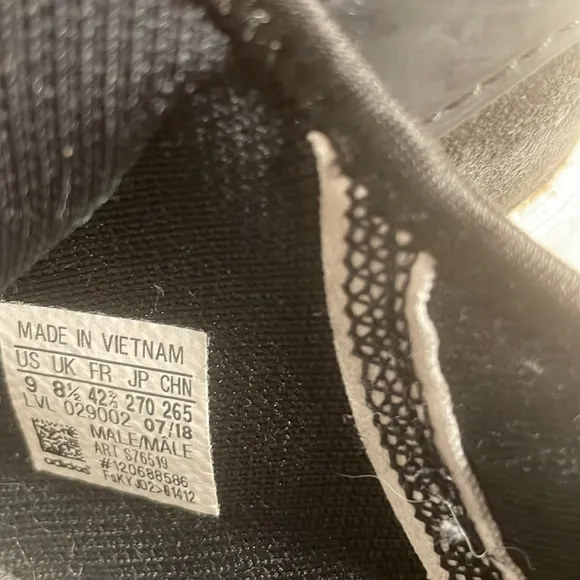 MADE IN VIETNAM
US UK FR JP CHN
9 8½ 42⅔ 270 265
LVL 029002 07/18
MALE/MÂLE
ART S76519
#120688586
adidas